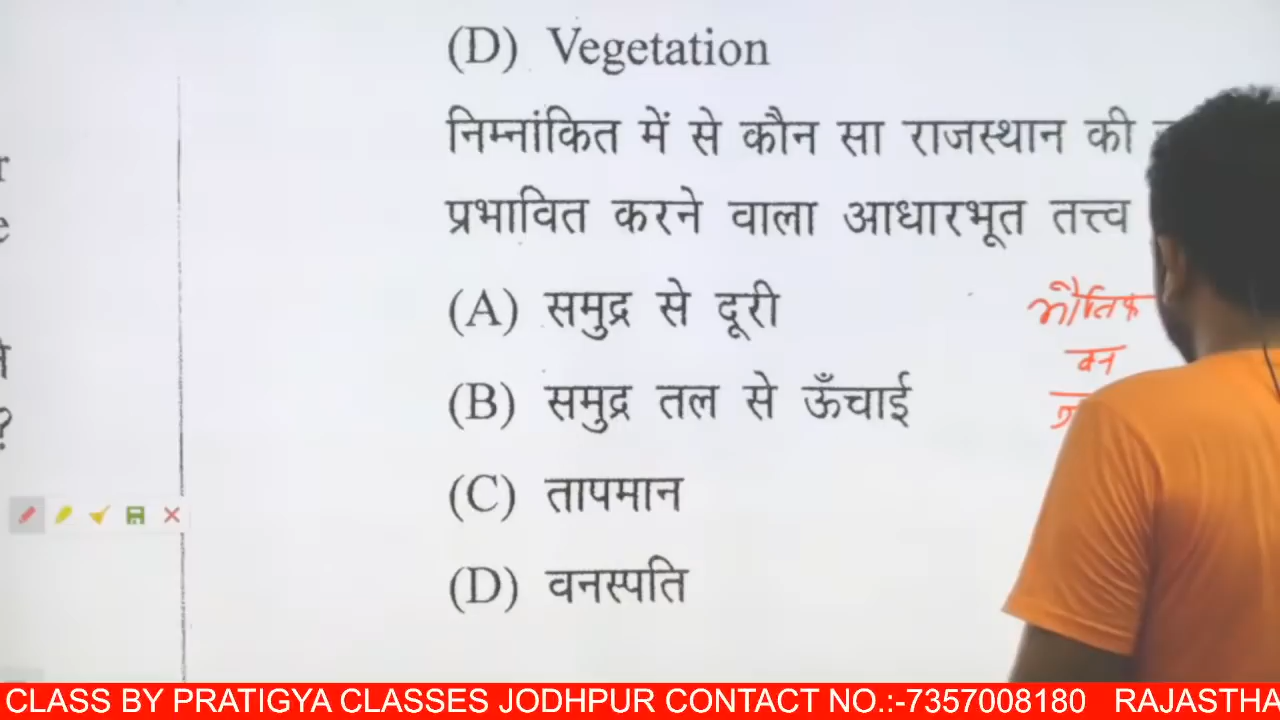 (D) Vegetation
निम्नांकित में से कौन सा राजस्थान की
प्रभावित करने वाला आधारभूत तत्त्व
(A) समुद्र से दूरी
भौतिक
(B) समुद्र तल से ऊँचाई
वन
(C) तापमान
(D) वनस्पति
CLASS BY PRATIGYA CLASSES JODHPUR CONTACT NO.:-7357008180 RAJASTHA